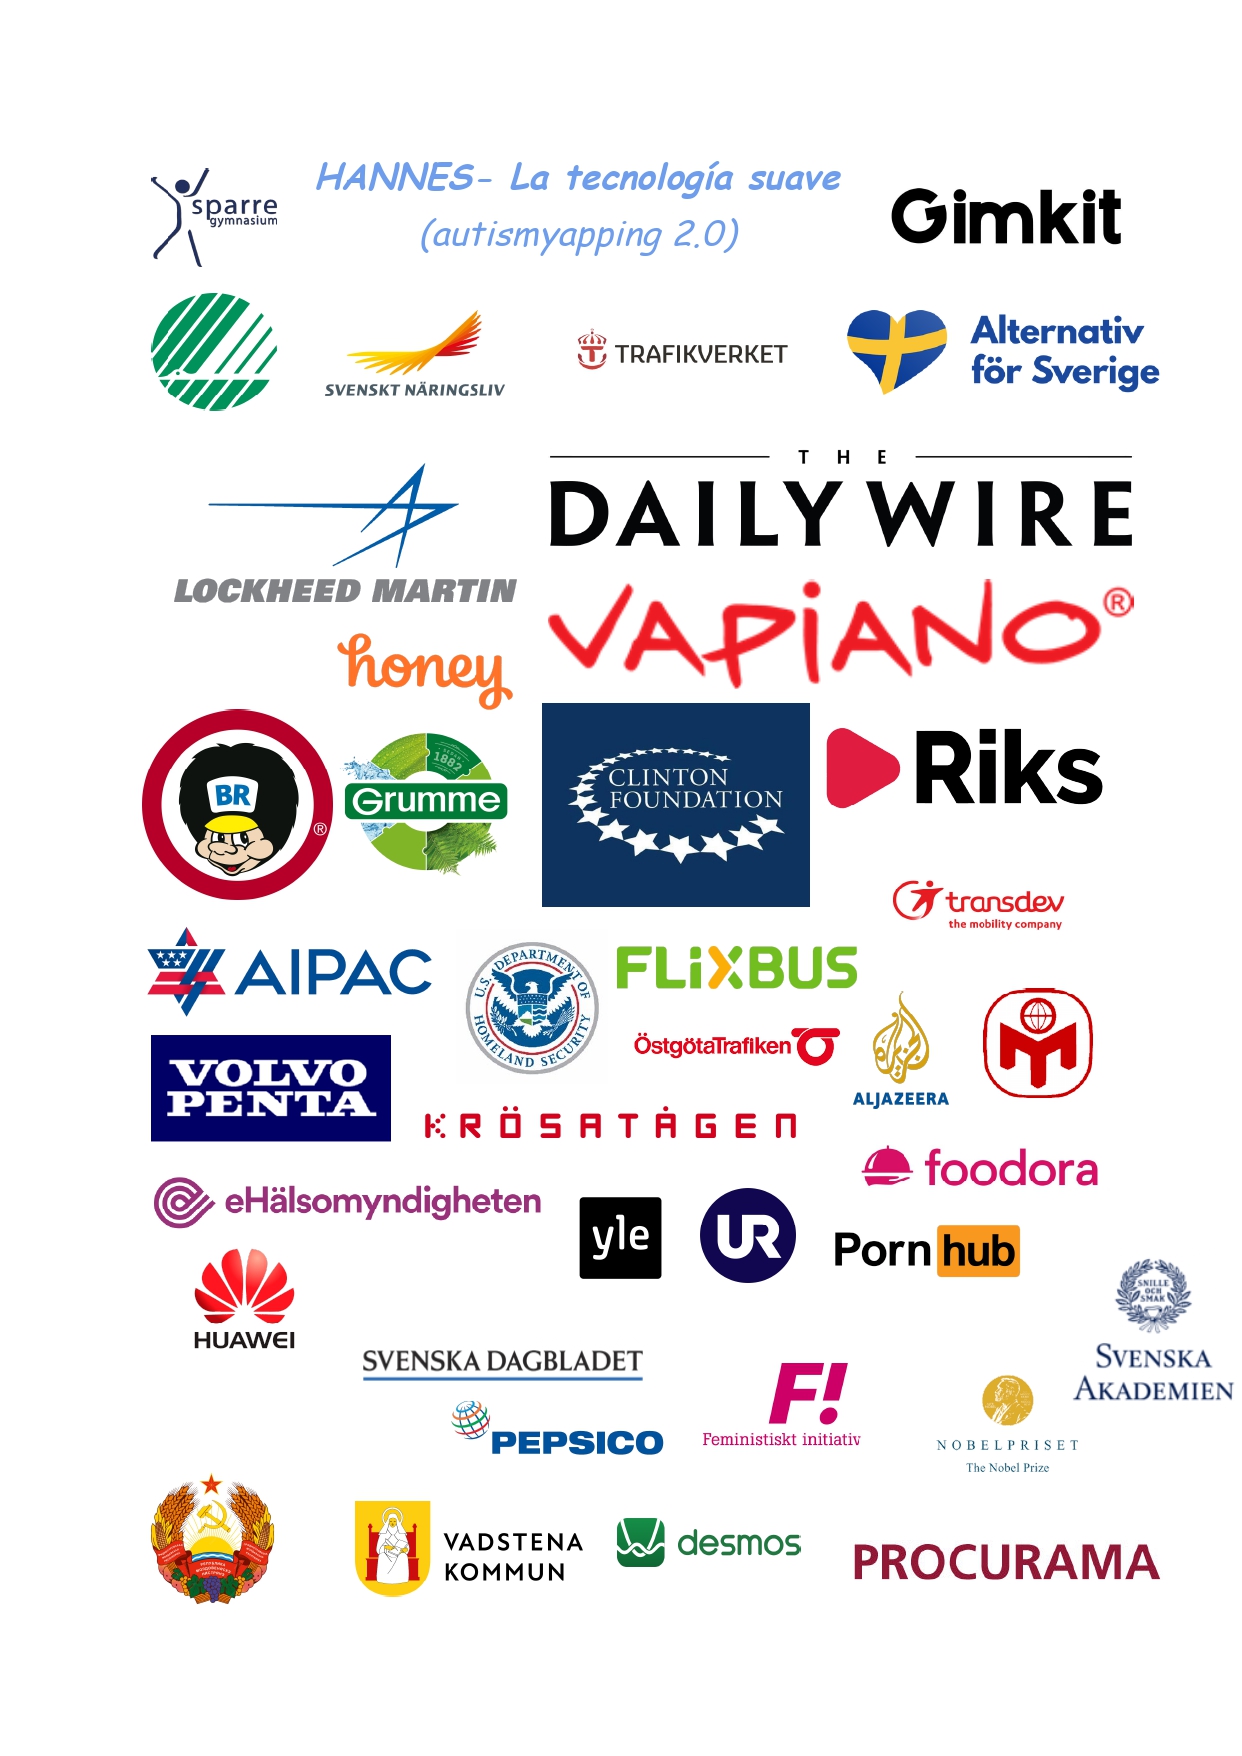 sparre
gymnasium
HANNES- La tecnología suave
(autismyapping 2.0)
Gimkit
SVENSKT NÄRINGSLIV
TRAFIKVERKET
Alternativ
för Sverige
LOCKHEED MARTIN
THE
DAILY WIRE
VAPIANO®
honey
BR
®
1882
Grumme
CLINTON
FOUNDATION
Riks
transdev
the mobility company
AIPAC
U.S. DEPARTMENT OF
HOMELAND SECURITY
FLiXBUS
ÖstgötaTrafiken
ALJAZEERA
VOLVO
PENTA
KRÖSATÅGEN
foodora
eHälsomyndigheten
yle
UR
Porn hub
HUAWEI
SNILLE
OCH
SMAK
SVENSKA
AKADEMIEN
SVENSKA DAGBLADET
PEPSICO
F!
Feministiskt initiativ
NOBELPRISET
The Nobel Prize
VADSTENA
KOMMUN
desmos
PROCURAMA